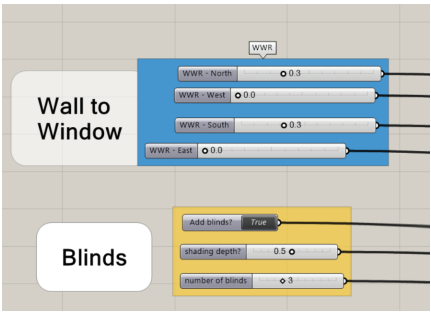 WWR
WWR - North 0.3
WWR - West 0.0
Wall to
Window
WWR - South 0.3
WWR - East 0.0
Add blinds? True
Blinds
shading depth? 0.5
number of blinds 3